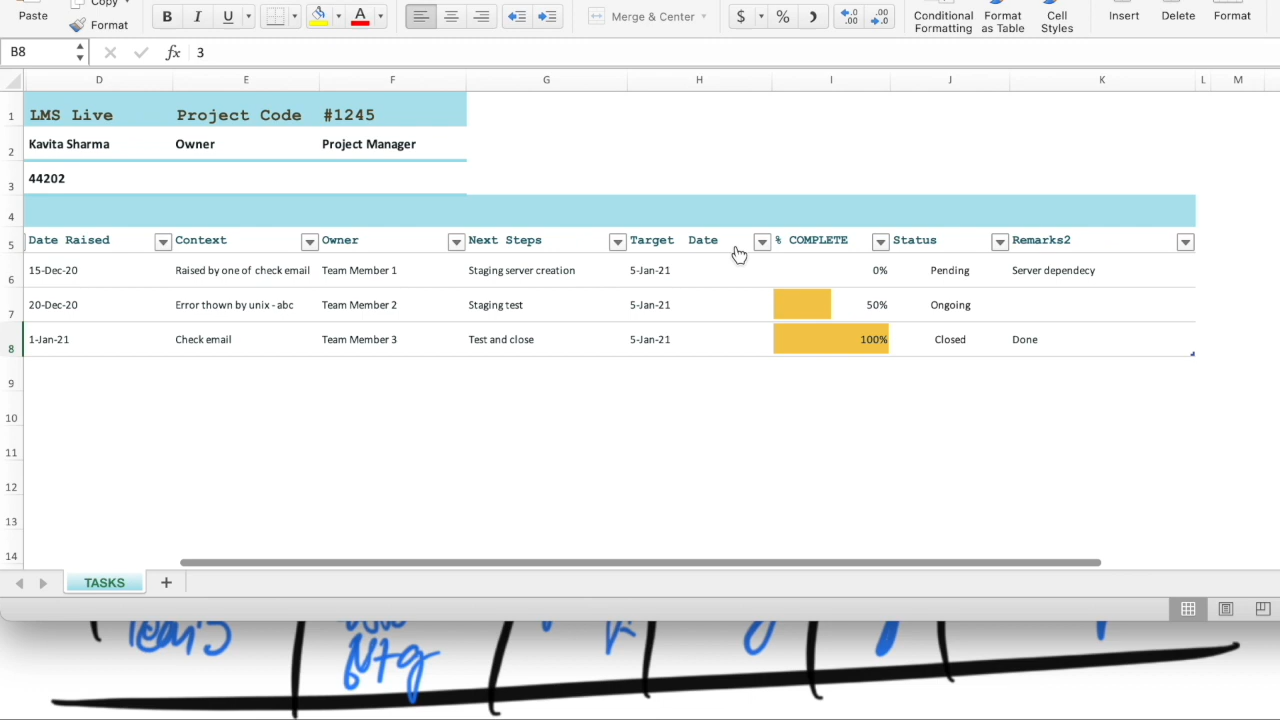 Paste
Copy
Format
B I U A
Merge & Center
$ % ❟ .00 .0 .00
Conditional Formatting
Format as Table
Cell Styles
Insert
Delete
Format
B8 fx 3
D E F G H I J K L M
1 LMS Live Project Code #1245
2 Kavita Sharma Owner Project Manager
3 44202
4
5 Date Raised Context Owner Next Steps Target Date % COMPLETE Status Remarks2
6 15-Dec-20 Raised by one of check email Team Member 1 Staging server creation 5-Jan-21 0% Pending Server dependecy
7 20-Dec-20 Error thown by unix - abc Team Member 2 Staging test 5-Jan-21 50% Ongoing
8 1-Jan-21 Check email Team Member 3 Test and close 5-Jan-21 100% Closed Done
9
10
11
12
13
14
TASKS +